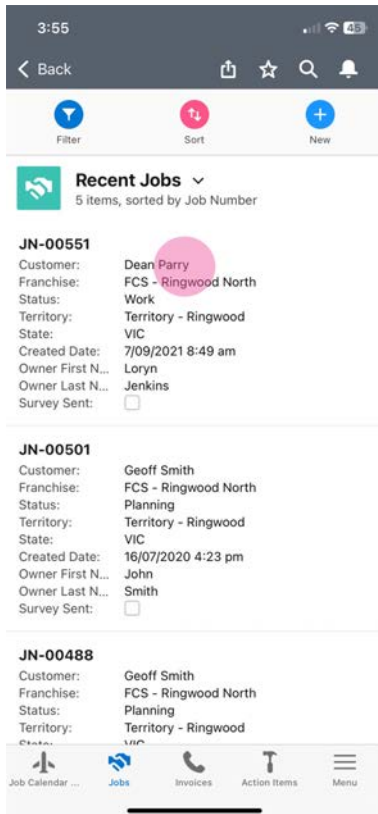 3:55
45
Back
Filter Sort New
Recent Jobs
5 items, sorted by Job Number
JN-00551
Customer: Dean Parry
Franchise: FCS - Ringwood North
Status: Work
Territory: Territory - Ringwood
State: VIC
Created Date: 7/09/2021 8:49 am
Owner First N... Loryn
Owner Last N... Jenkins
Survey Sent:
JN-00501
Customer: Geoff Smith
Franchise: FCS - Ringwood North
Status: Planning
Territory: Territory - Ringwood
State: VIC
Created Date: 16/07/2020 4:23 pm
Owner First N... John
Owner Last N... Smith
Survey Sent:
JN-00488
Customer: Geoff Smith
Franchise: FCS - Ringwood North
Status: Planning
Territory: Territory - Ringwood
State: VIC
Job Calendar ... Jobs Invoices Action Items Menu